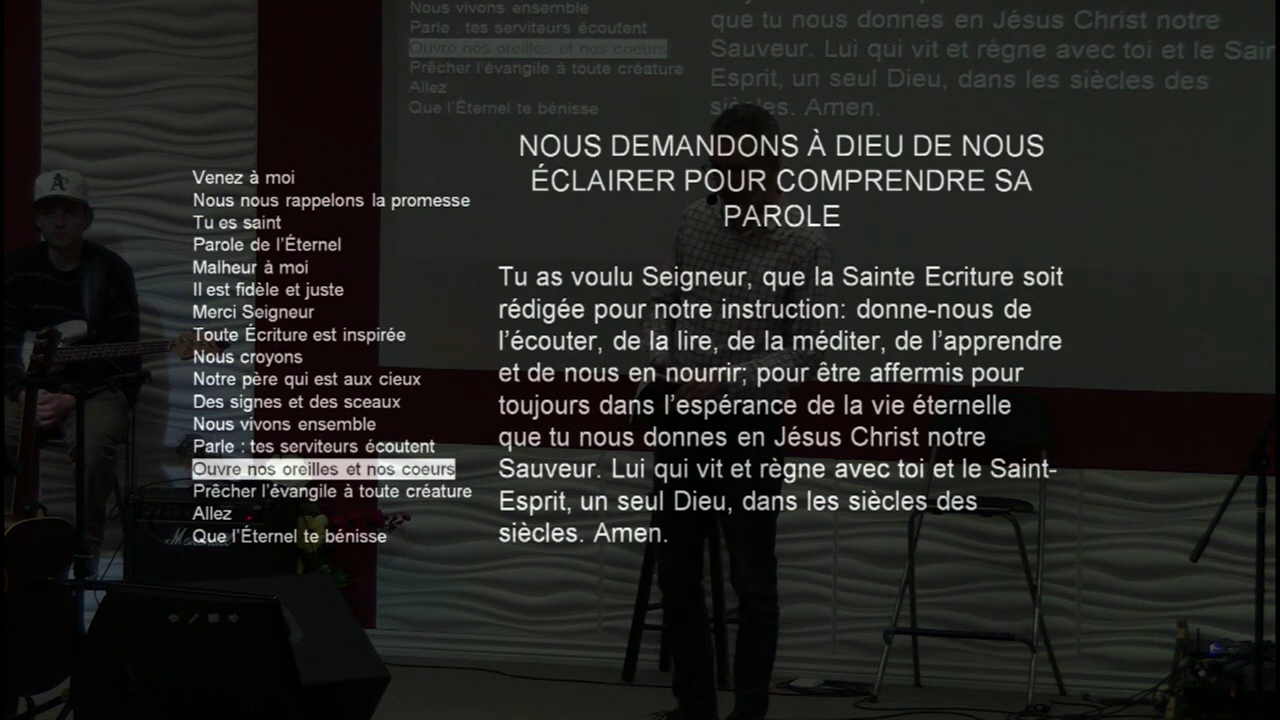 Nous vivons ensemble
Parle : tes serviteurs écoutent
Ouvre nos oreilles et nos coeurs
Prêcher l'évangile à toute créature
Allez
Que l'Éternel te bénisse
que tu nous donnes en Jésus Christ notre
Sauveur. Lui qui vit et règne avec toi et le Sain
Esprit, un seul Dieu, dans les siècles des
siècles. Amen.
A's
Venez à moi
Nous nous rappelons la promesse
Tu es saint
Parole de l'Éternel
Malheur à moi
Il est fidèle et juste
Merci Seigneur
Toute Écriture est inspirée
Nous croyons
Notre père qui est aux cieux
Des signes et des sceaux
Nous vivons ensemble
Parle : tes serviteurs écoutent
Ouvre nos oreilles et nos coeurs
Prêcher l'évangile à toute créature
Allez
Que l'Éternel te bénisse
NOUS DEMANDONS À DIEU DE NOUS
ÉCLAIRER POUR COMPRENDRE SA
PAROLE
Tu as voulu Seigneur, que la Sainte Ecriture soit
rédigée pour notre instruction: donne-nous de
l'écouter, de la lire, de la méditer, de l'apprendre
et de nous en nourrir; pour être affermis pour
toujours dans l'espérance de la vie éternelle
que tu nous donnes en Jésus Christ notre
Sauveur. Lui qui vit et règne avec toi et le Saint-
Esprit, un seul Dieu, dans les siècles des
siècles. Amen.